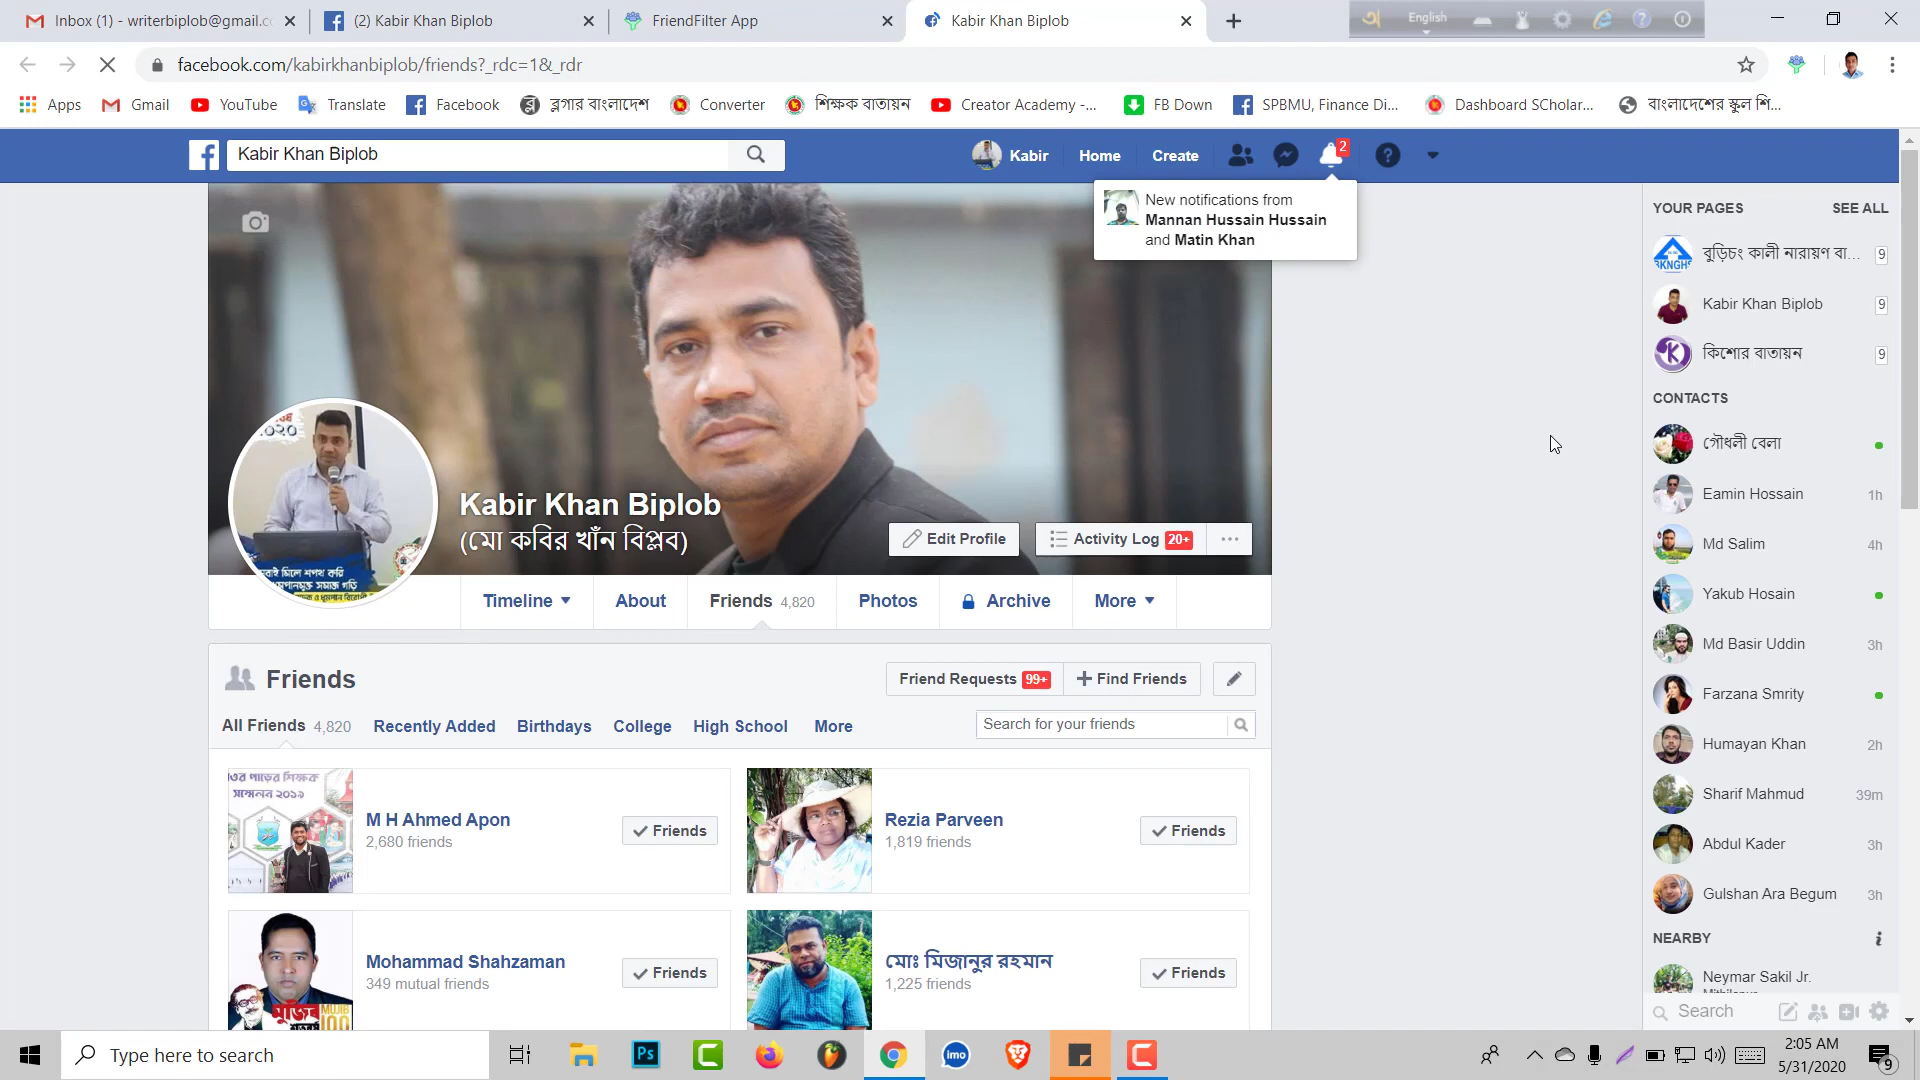 Inbox (1) - writerbiplob@gmail.c
(2) Kabir Khan Biplob
FriendFilter App
Kabir Khan Biplob
English
facebook.com/kabirkhanbiplob/friends?_rdc=1&_rdr
Apps
Gmail
YouTube
Translate
Facebook
ব্লগার বাংলাদেশ
Converter
শিক্ষক বাতায়ন
Creator Academy -...
FB Down
SPBMU, Finance Di...
Dashboard SCholar...
বাংলাদেশের স্কুল শি...
Kabir Khan Biplob
Kabir
Home
Create
2
New notifications from
Mannan Hussain Hussain
and Matin Khan
Kabir Khan Biplob
(মো কবির খাঁন বিপ্লব)
Edit Profile
Activity Log 20+
Timeline
About
Friends 4,820
Photos
Archive
More
Friends
Friend Requests 99+
Find Friends
All Friends 4,820
Recently Added
Birthdays
College
High School
More
Search for your friends
সম্মেলন ২০১৯
M H Ahmed Apon
2,680 friends
Friends
Rezia Parveen
1,819 friends
Friends
Mohammad Shahzaman
349 mutual friends
Friends
মোঃ মিজানুর রহমান
1,225 friends
Friends
YOUR PAGES
SEE ALL
বুড়িচং কালী নারায়ণ বা...
9
Kabir Khan Biplob
9
কিশোর বাতায়ন
9
CONTACTS
গৌধলী বেলা
Eamin Hossain
1h
Md Salim
4h
Yakub Hosain
Md Basir Uddin
3h
Farzana Smrity
Humayan Khan
2h
Sharif Mahmud
39m
Abdul Kader
3h
Gulshan Ara Begum
3h
NEARBY
Neymar Sakil Jr.
Search
Type here to search
Ps
imo
2:05 AM
5/31/2020
9